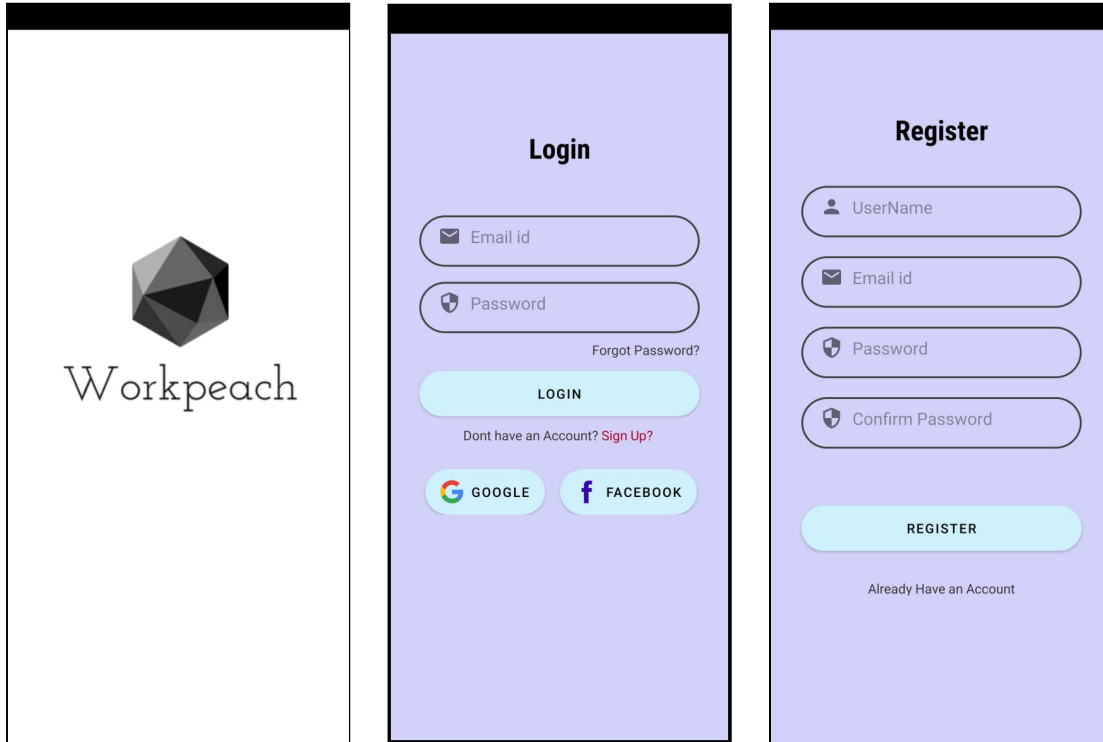 Workpeach
Login
Email id
Password
Forgot Password?
LOGIN
Dont have an Account? Sign Up?
GOOGLE
FACEBOOK
Register
UserName
Email id
Password
Confirm Password
REGISTER
Already Have an Account